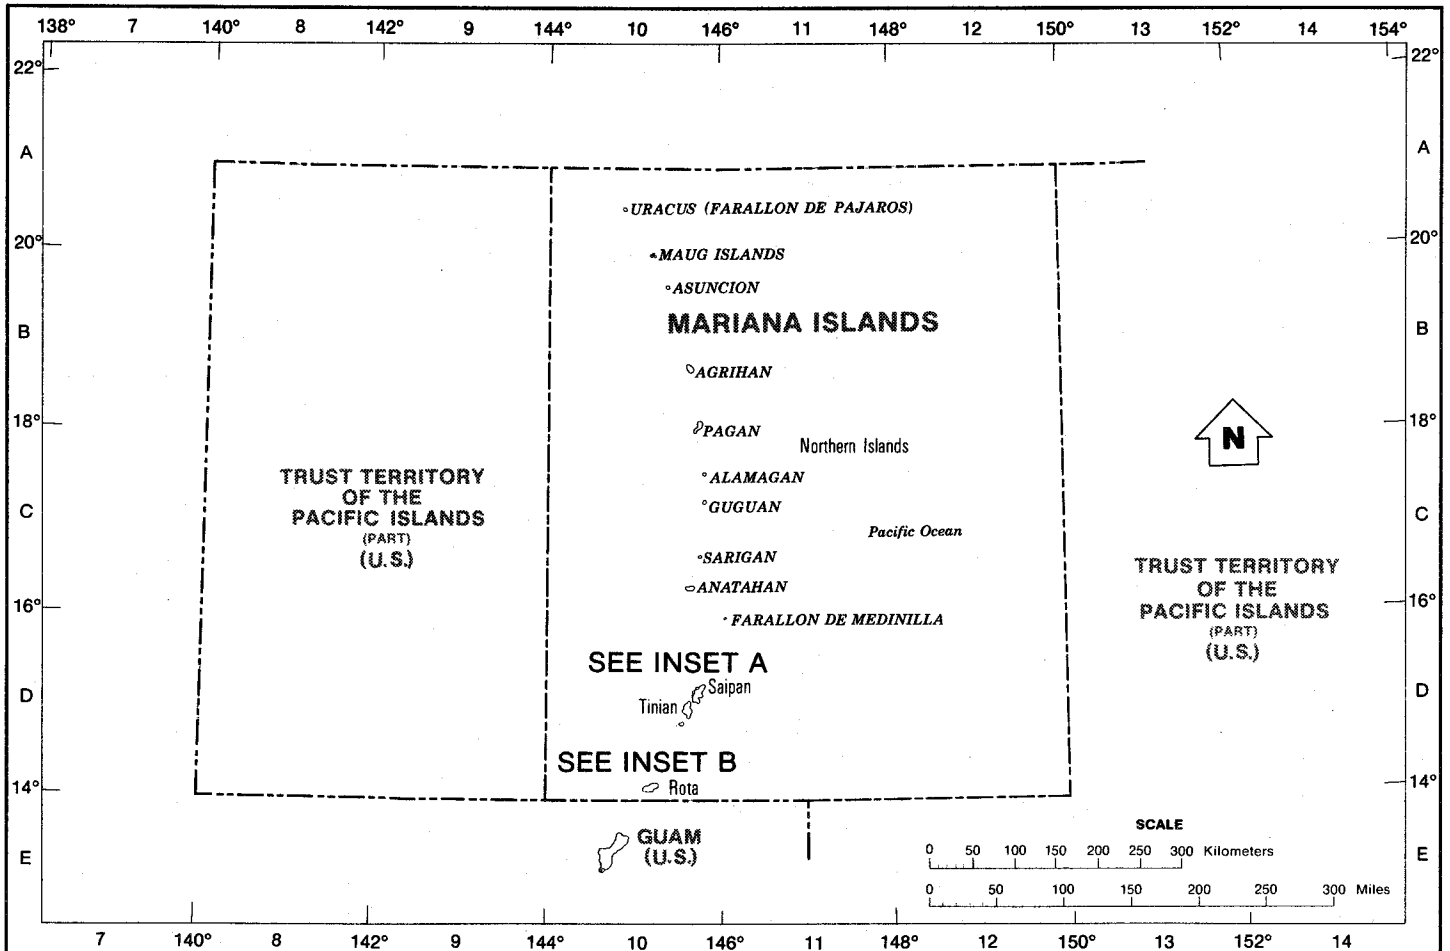 138° 7 140° 8 142° 9 144° 10 146° 11 148° 12 150° 13 152° 14 154°
22° 22°
A A
URACUS (FARALLON DE PAJAROS)
20° 20°
MAUG ISLANDS
ASUNCION
MARIANA ISLANDS
B B
AGRIHAN
18° 18°
PAGAN
N
Northern Islands
TRUST TERRITORY
OF THE
PACIFIC ISLANDS
(PART)
(U.S.)
ALAMAGAN
C C
GUGUAN
Pacific Ocean
SARIGAN
TRUST TERRITORY
OF THE
PACIFIC ISLANDS
(PART)
(U.S.)
ANATAHAN
16° 16°
FARALLON DE MEDINILLA
SEE INSET A
Saipan
D D
Tinian
SEE INSET B
14° 14°
Rota
GUAM
(U.S.)
E E
SCALE
0 50 100 150 200 250 300 Kilometers
0 50 100 150 200 250 300 Miles
7 140° 8 142° 9 144° 10 146° 11 148° 12 150° 13 152° 14